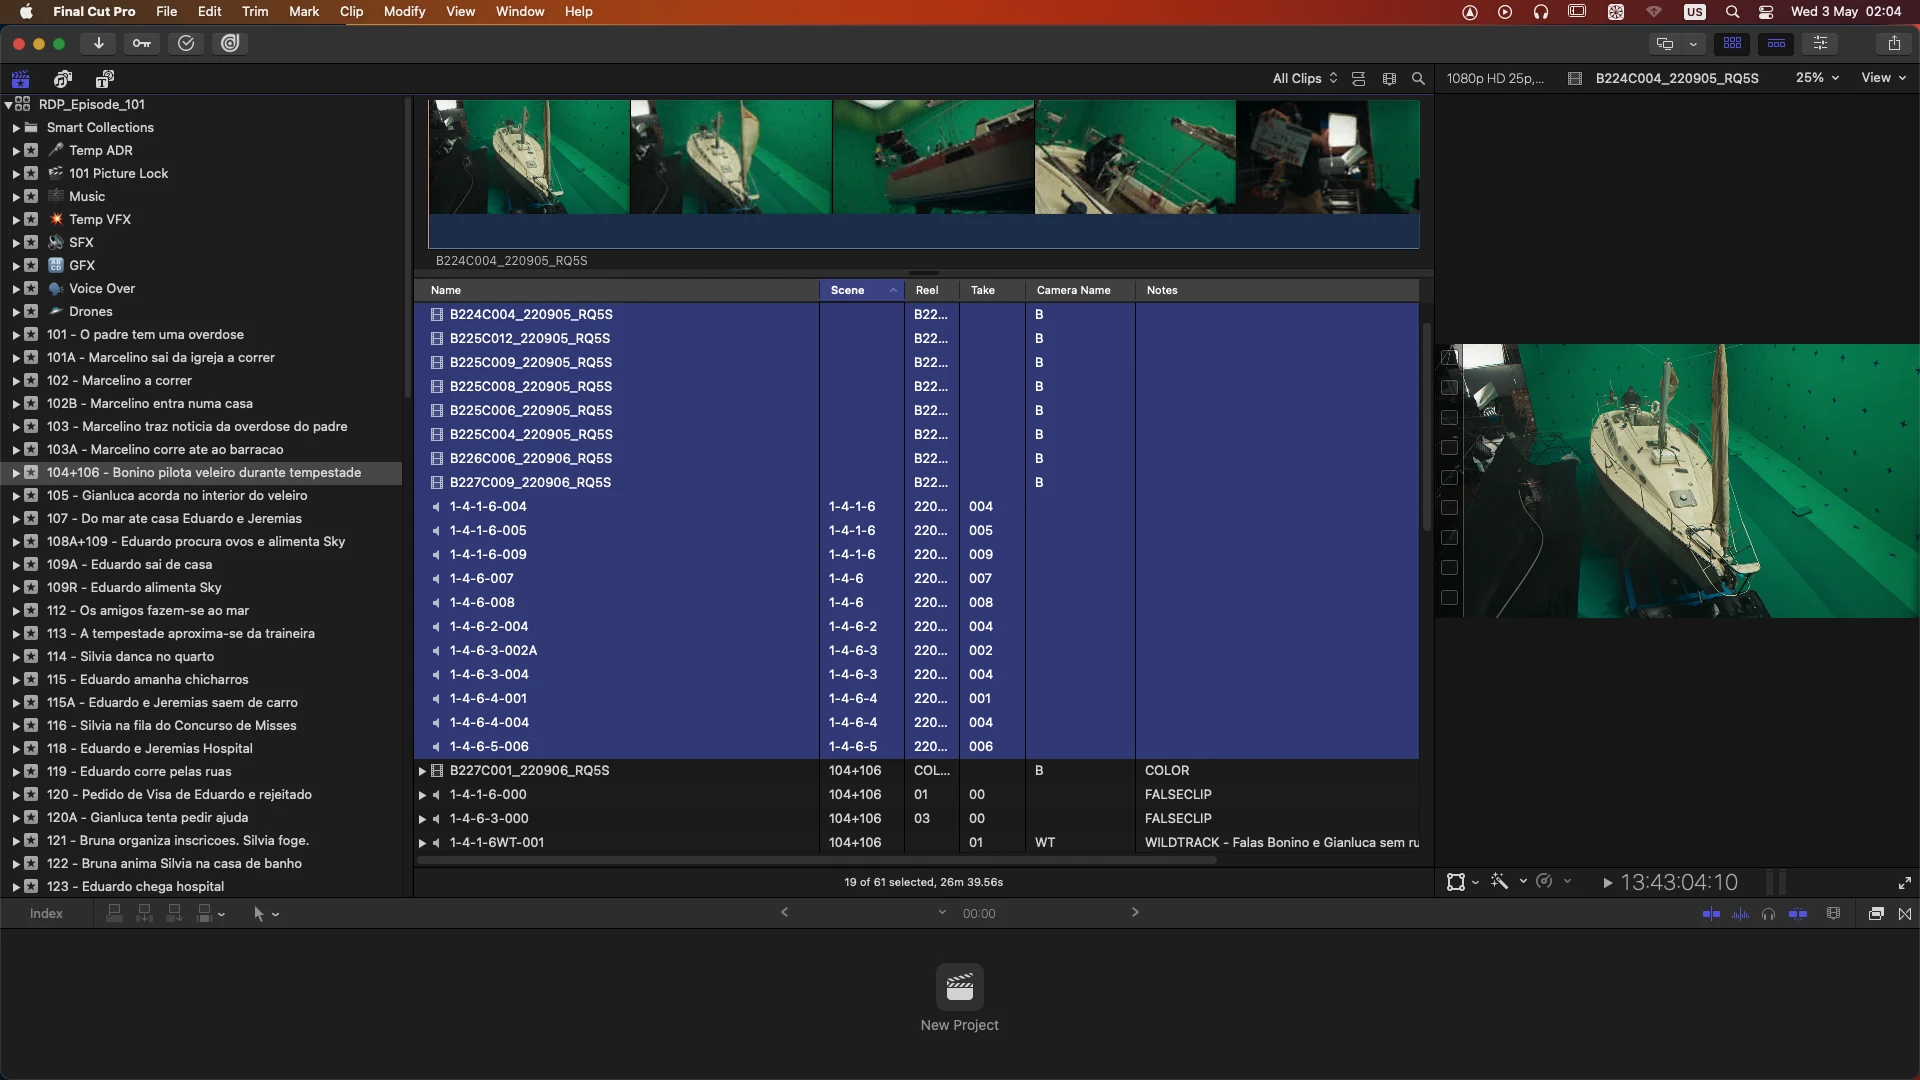 Final Cut Pro File Edit Trim Mark Clip Modify View Window Help US Wed 3 May 02:04
All Clips 1080p HD 25p,... B224C004_220905_RQ5S 25% View
RDP_Episode_101
Smart Collections
Temp ADR
101 Picture Lock
Music
Temp VFX
SFX
GFX
Voice Over
Drones
101 - O padre tem uma overdose
101A - Marcelino sai da igreja a correr
102 - Marcelino a correr
102B - Marcelino entra numa casa
103 - Marcelino traz noticia da overdose do padre
103A - Marcelino corre ate ao barracao
104+106 - Bonino pilota veleiro durante tempestade
105 - Gianluca acorda no interior do veleiro
107 - Do mar ate casa Eduardo e Jeremias
108A+109 - Eduardo procura ovos e alimenta Sky
109A - Eduardo sai de casa
109R - Eduardo alimenta Sky
112 - Os amigos fazem-se ao mar
113 - A tempestade aproxima-se da traineira
114 - Silvia danca no quarto
115 - Eduardo amanha chicharros
115A - Eduardo e Jeremias saem de carro
116 - Silvia na fila do Concurso de Misses
118 - Eduardo e Jeremias Hospital
119 - Eduardo corre pelas ruas
120 - Pedido de Visa de Eduardo e rejeitado
120A - Gianluca tenta pedir ajuda
121 - Bruna organiza inscricoes. Silvia foge.
122 - Bruna anima Silvia na casa de banho
123 - Eduardo chega hospital
B224C004_220905_RQ5S
Name Scene Reel Take Camera Name Notes
B224C004_220905_RQ5S B22... B
B225C012_220905_RQ5S B22... B
B225C009_220905_RQ5S B22... B
B225C008_220905_RQ5S B22... B
B225C006_220905_RQ5S B22... B
B225C004_220905_RQ5S B22... B
B226C006_220906_RQ5S B22... B
B227C009_220906_RQ5S B22... B
1-4-1-6-004 1-4-1-6 220... 004
1-4-1-6-005 1-4-1-6 220... 005
1-4-1-6-009 1-4-1-6 220... 009
1-4-6-007 1-4-6 220... 007
1-4-6-008 1-4-6 220... 008
1-4-6-2-004 1-4-6-2 220... 004
1-4-6-3-002A 1-4-6-3 220... 002
1-4-6-3-004 1-4-6-3 220... 004
1-4-6-4-001 1-4-6-4 220... 001
1-4-6-4-004 1-4-6-4 220... 004
1-4-6-5-006 1-4-6-5 220... 006
B227C001_220906_RQ5S 104+106 COL... B COLOR
1-4-1-6-000 104+106 01 00 FALSECLIP
1-4-6-3-000 104+106 03 00 FALSECLIP
1-4-1-6WT-001 104+106 01 WT WILDTRACK - Falas Bonino e Gianluca sem ru
19 of 61 selected, 26m 39.56s
13:43:04:10
Index 00:00
New Project